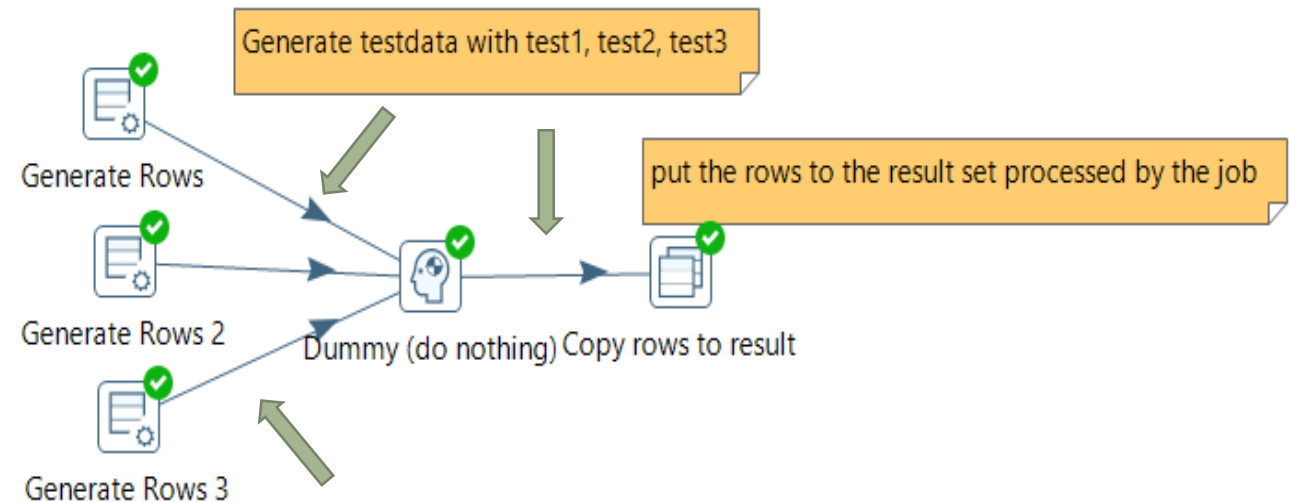 Generate testdata with test1, test2, test3
Generate Rows
put the rows to the result set processed by the job
Generate Rows 2
Dummy (do nothing)
Copy rows to result
Generate Rows 3